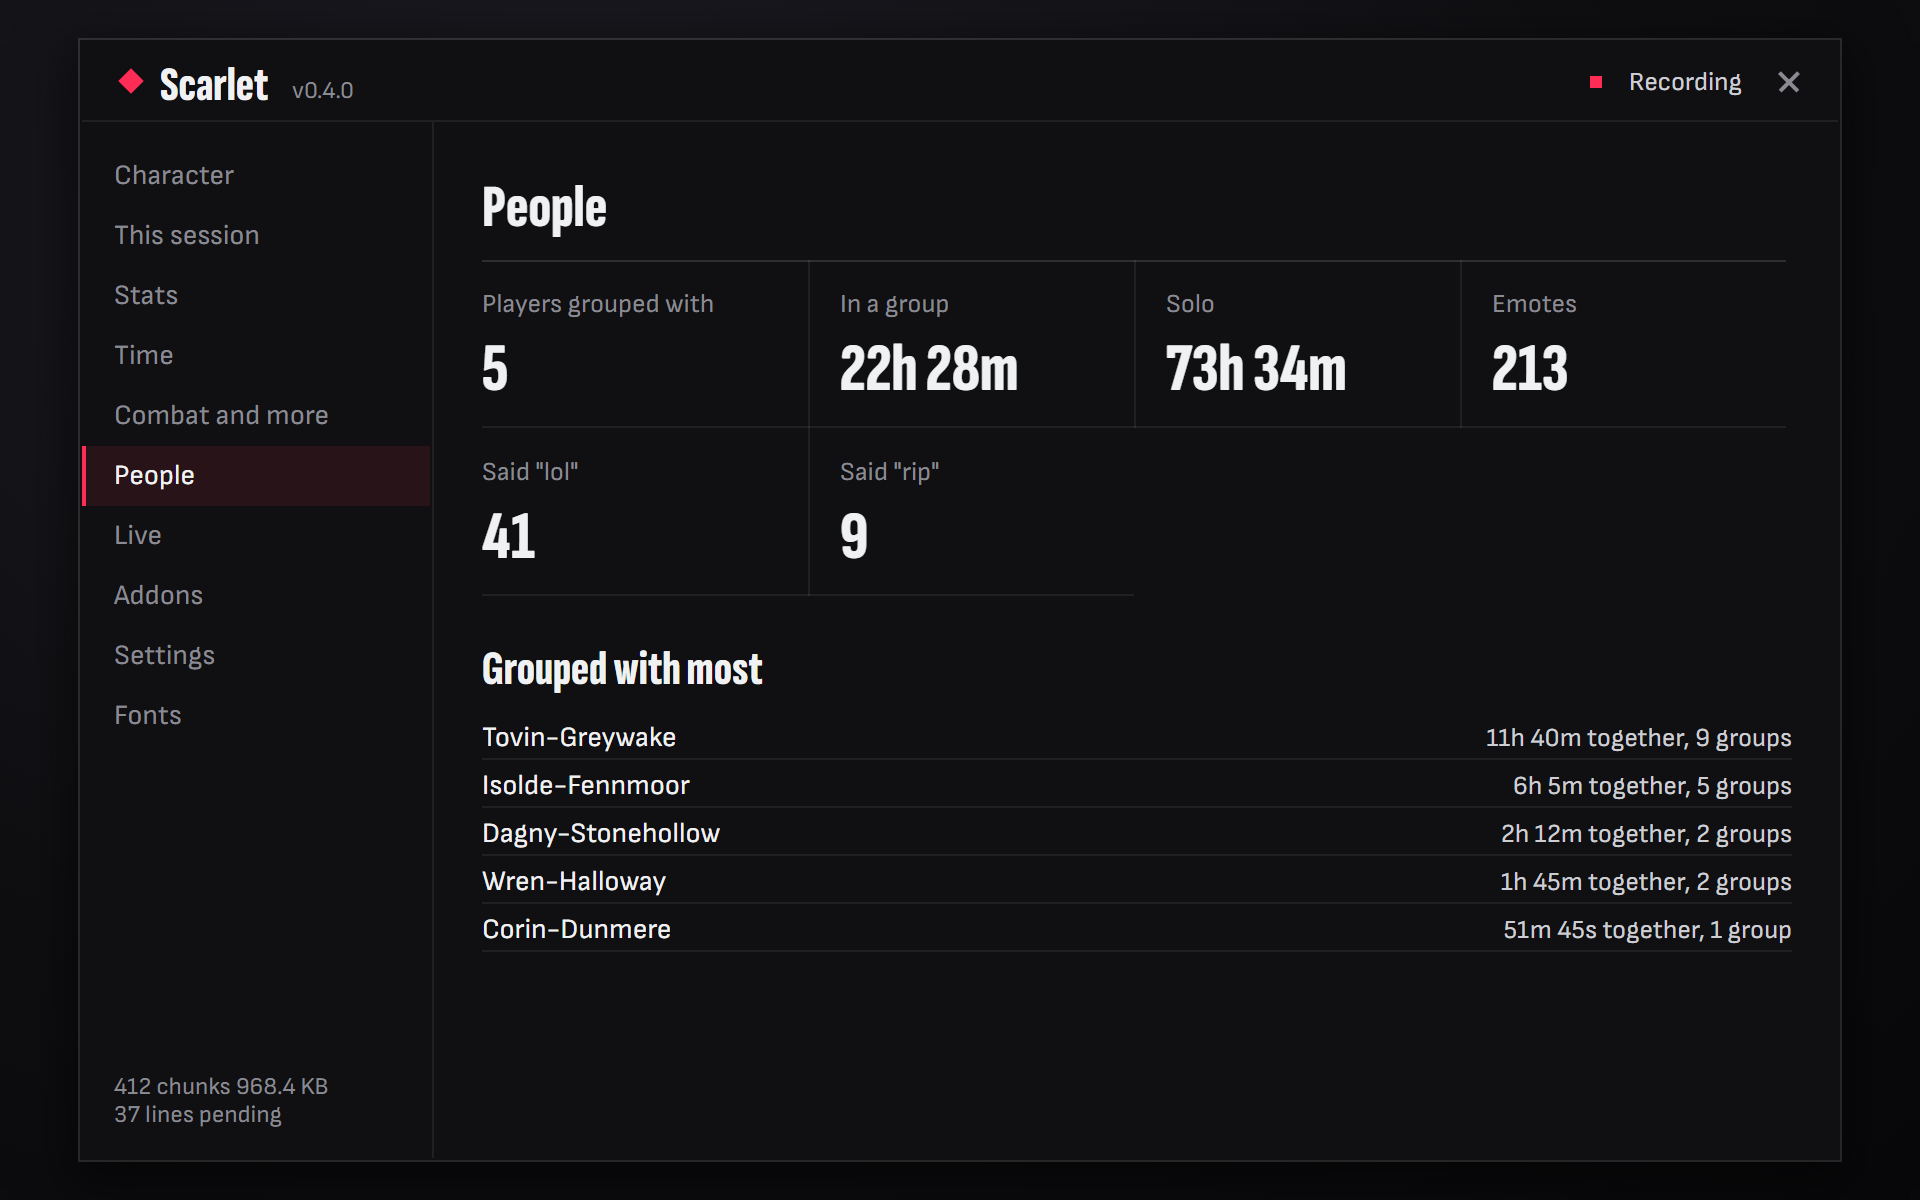 Scarlet v0.4.0
Recording
Character
This session
Stats
Time
Combat and more
People
Live
Addons
Settings
Fonts
412 chunks 968.4 KB
37 lines pending
People
Players grouped with
5
In a group
22h 28m
Solo
73h 34m
Emotes
213
Said "lol"
41
Said "rip"
9
Grouped with most
Tovin-Greywake 11h 40m together, 9 groups
Isolde-Fennmoor 6h 5m together, 5 groups
Dagny-Stonehollow 2h 12m together, 2 groups
Wren-Halloway 1h 45m together, 2 groups
Corin-Dunmere 51m 45s together, 1 group